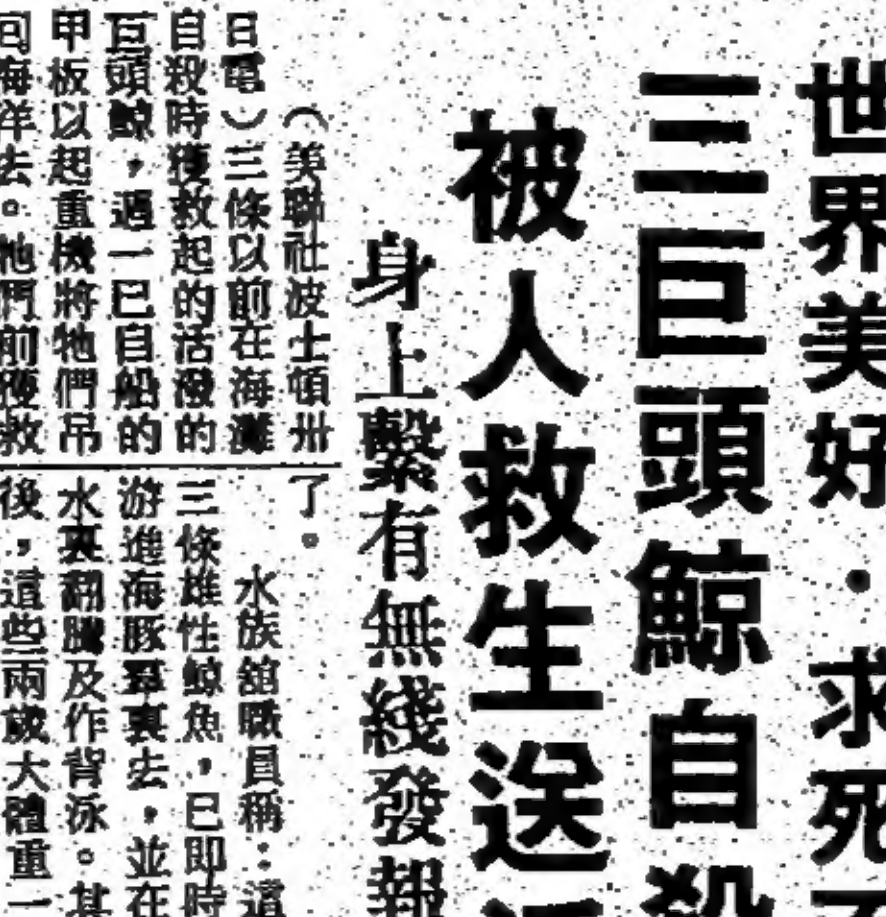 世界美好·求死
三巨頭鯨自殺
被人救生送
身上繫有無綫發報
（美聯社波士頓卅
日電）三條以前在海灘
自殺時獲救起的活潑的
巨頭鯨，週一已自船的
甲板以起重機將牠們吊
回海洋去。牠們前獲救
了。
水族舘職員稱：這
三條雄性鯨魚，已即時
游進海豚羣裏去，並在
水裏翻騰及作背泳。其
後，這些兩歲大體重一